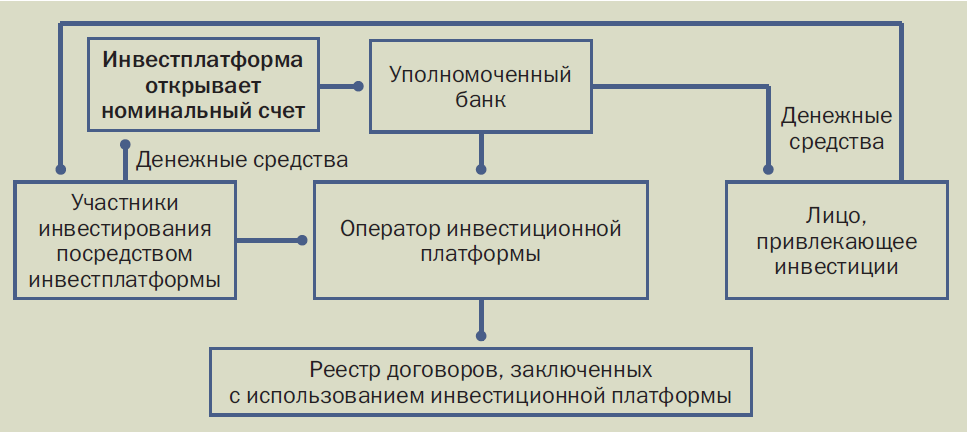 Инвестплатформа
открывает
номинальный счет
Уполномоченный
банк
Денежные
средства
Денежные средства
Участники
инвестирования
посредством
инвестплатформы
Оператор инвестиционной
платформы
Лицо,
привлекающее
инвестиции
Реестр договоров, заключенных
с использованием инвестиционной платформы